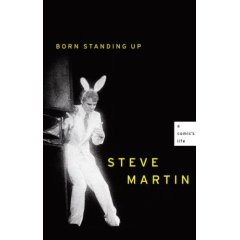 BORN STANDING UP
a
comic's
life
STEVE
MARTIN